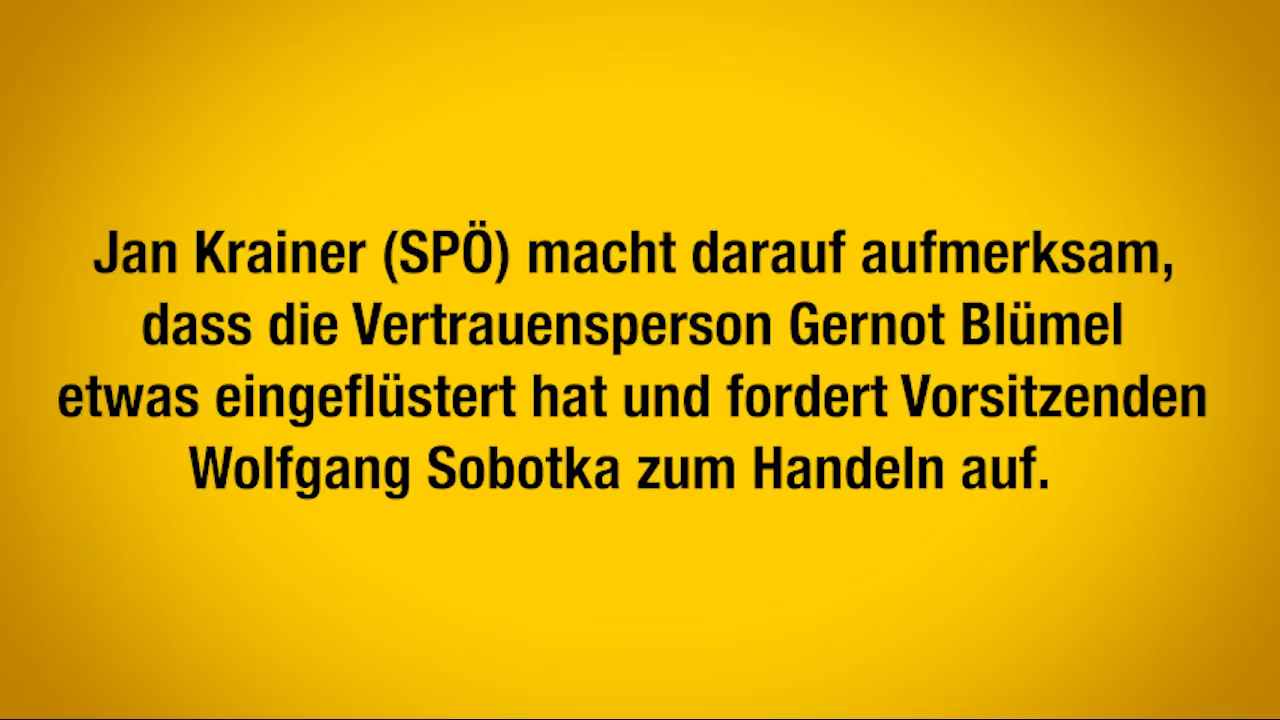 Jan Krainer (SPÖ) macht darauf aufmerksam,
dass die Vertrauensperson Gernot Blümel
etwas eingeflüstert hat und fordert Vorsitzenden
Wolfgang Sobotka zum Handeln auf.